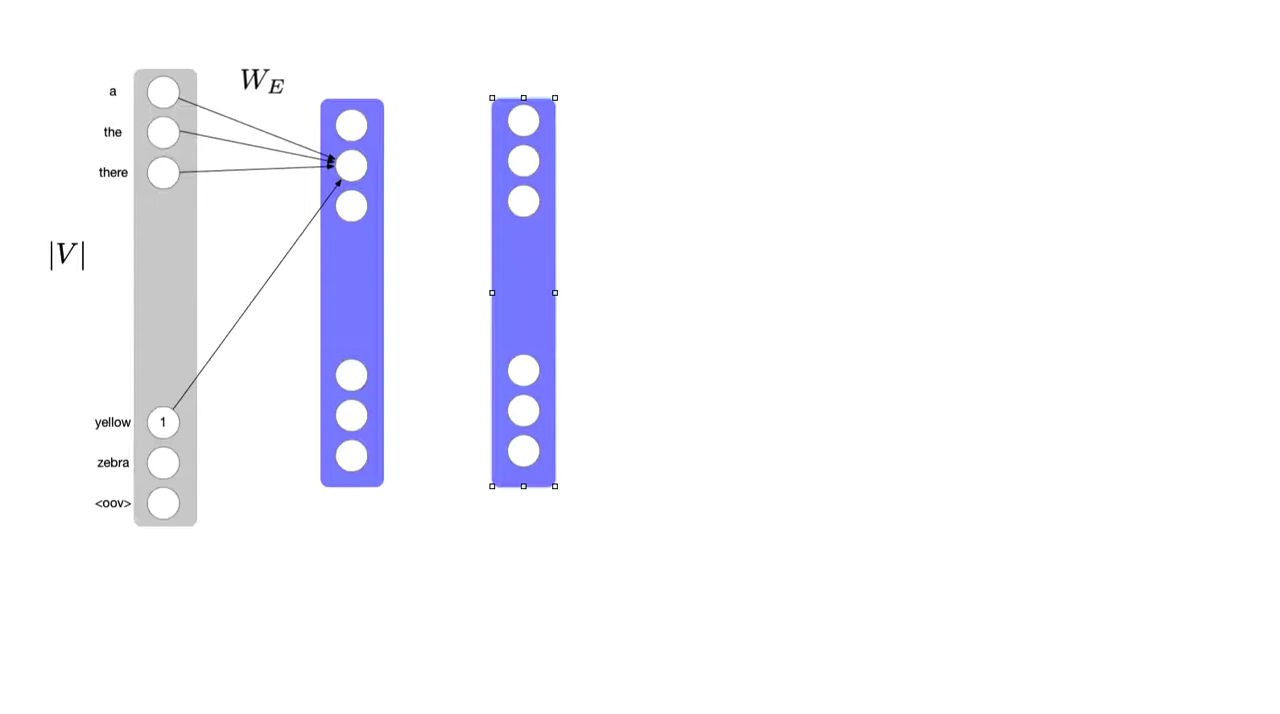 W_E
a
the
there
|V|
yellow 1
zebra
<oov>